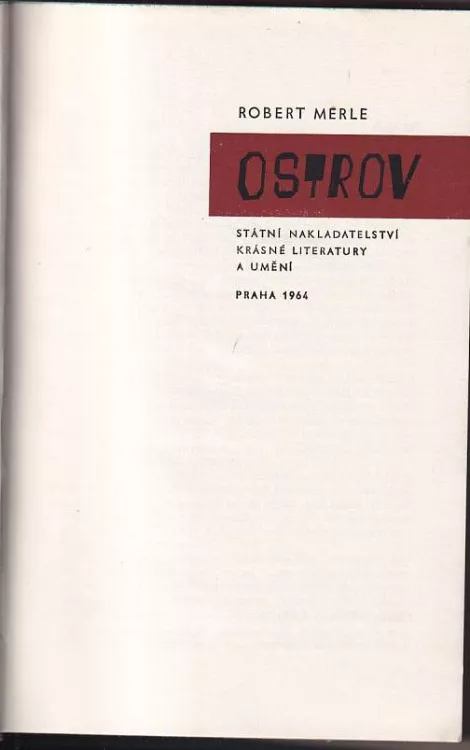 ROBERT MERLE
OSTROV
STÁTNÍ NAKLADATELSTVÍ
KRÁSNÉ LITERATURY
A UMĚNÍ
PRAHA 1964